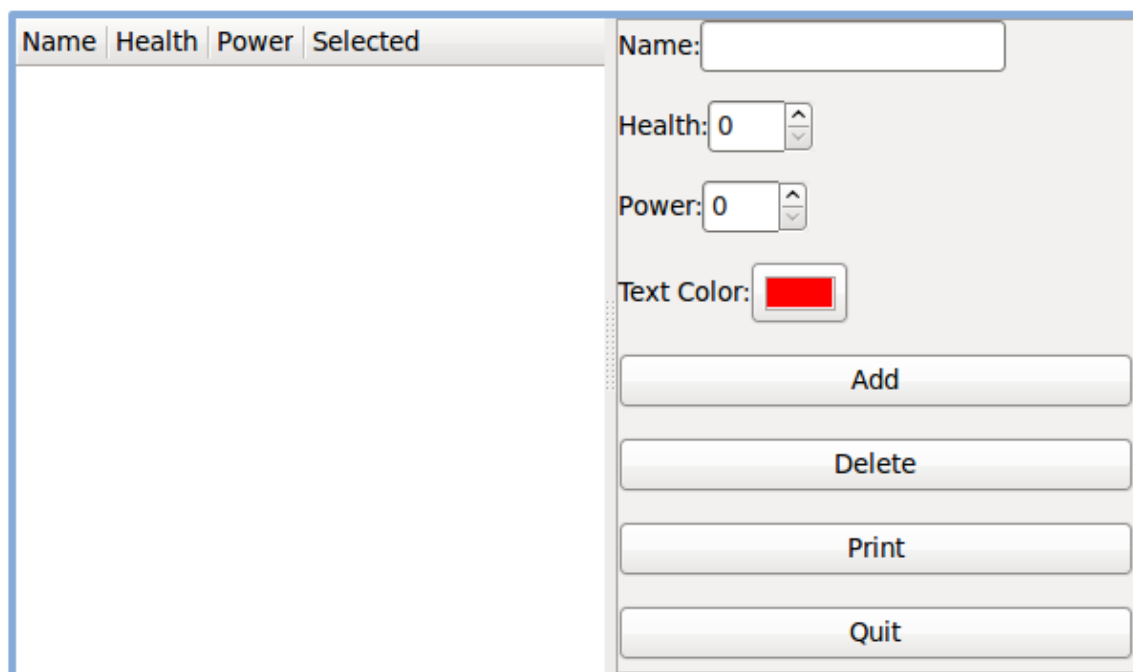 Name Health Power Selected
Name:
Health: 0
Power: 0
Text Color:
Add
Delete
Print
Quit